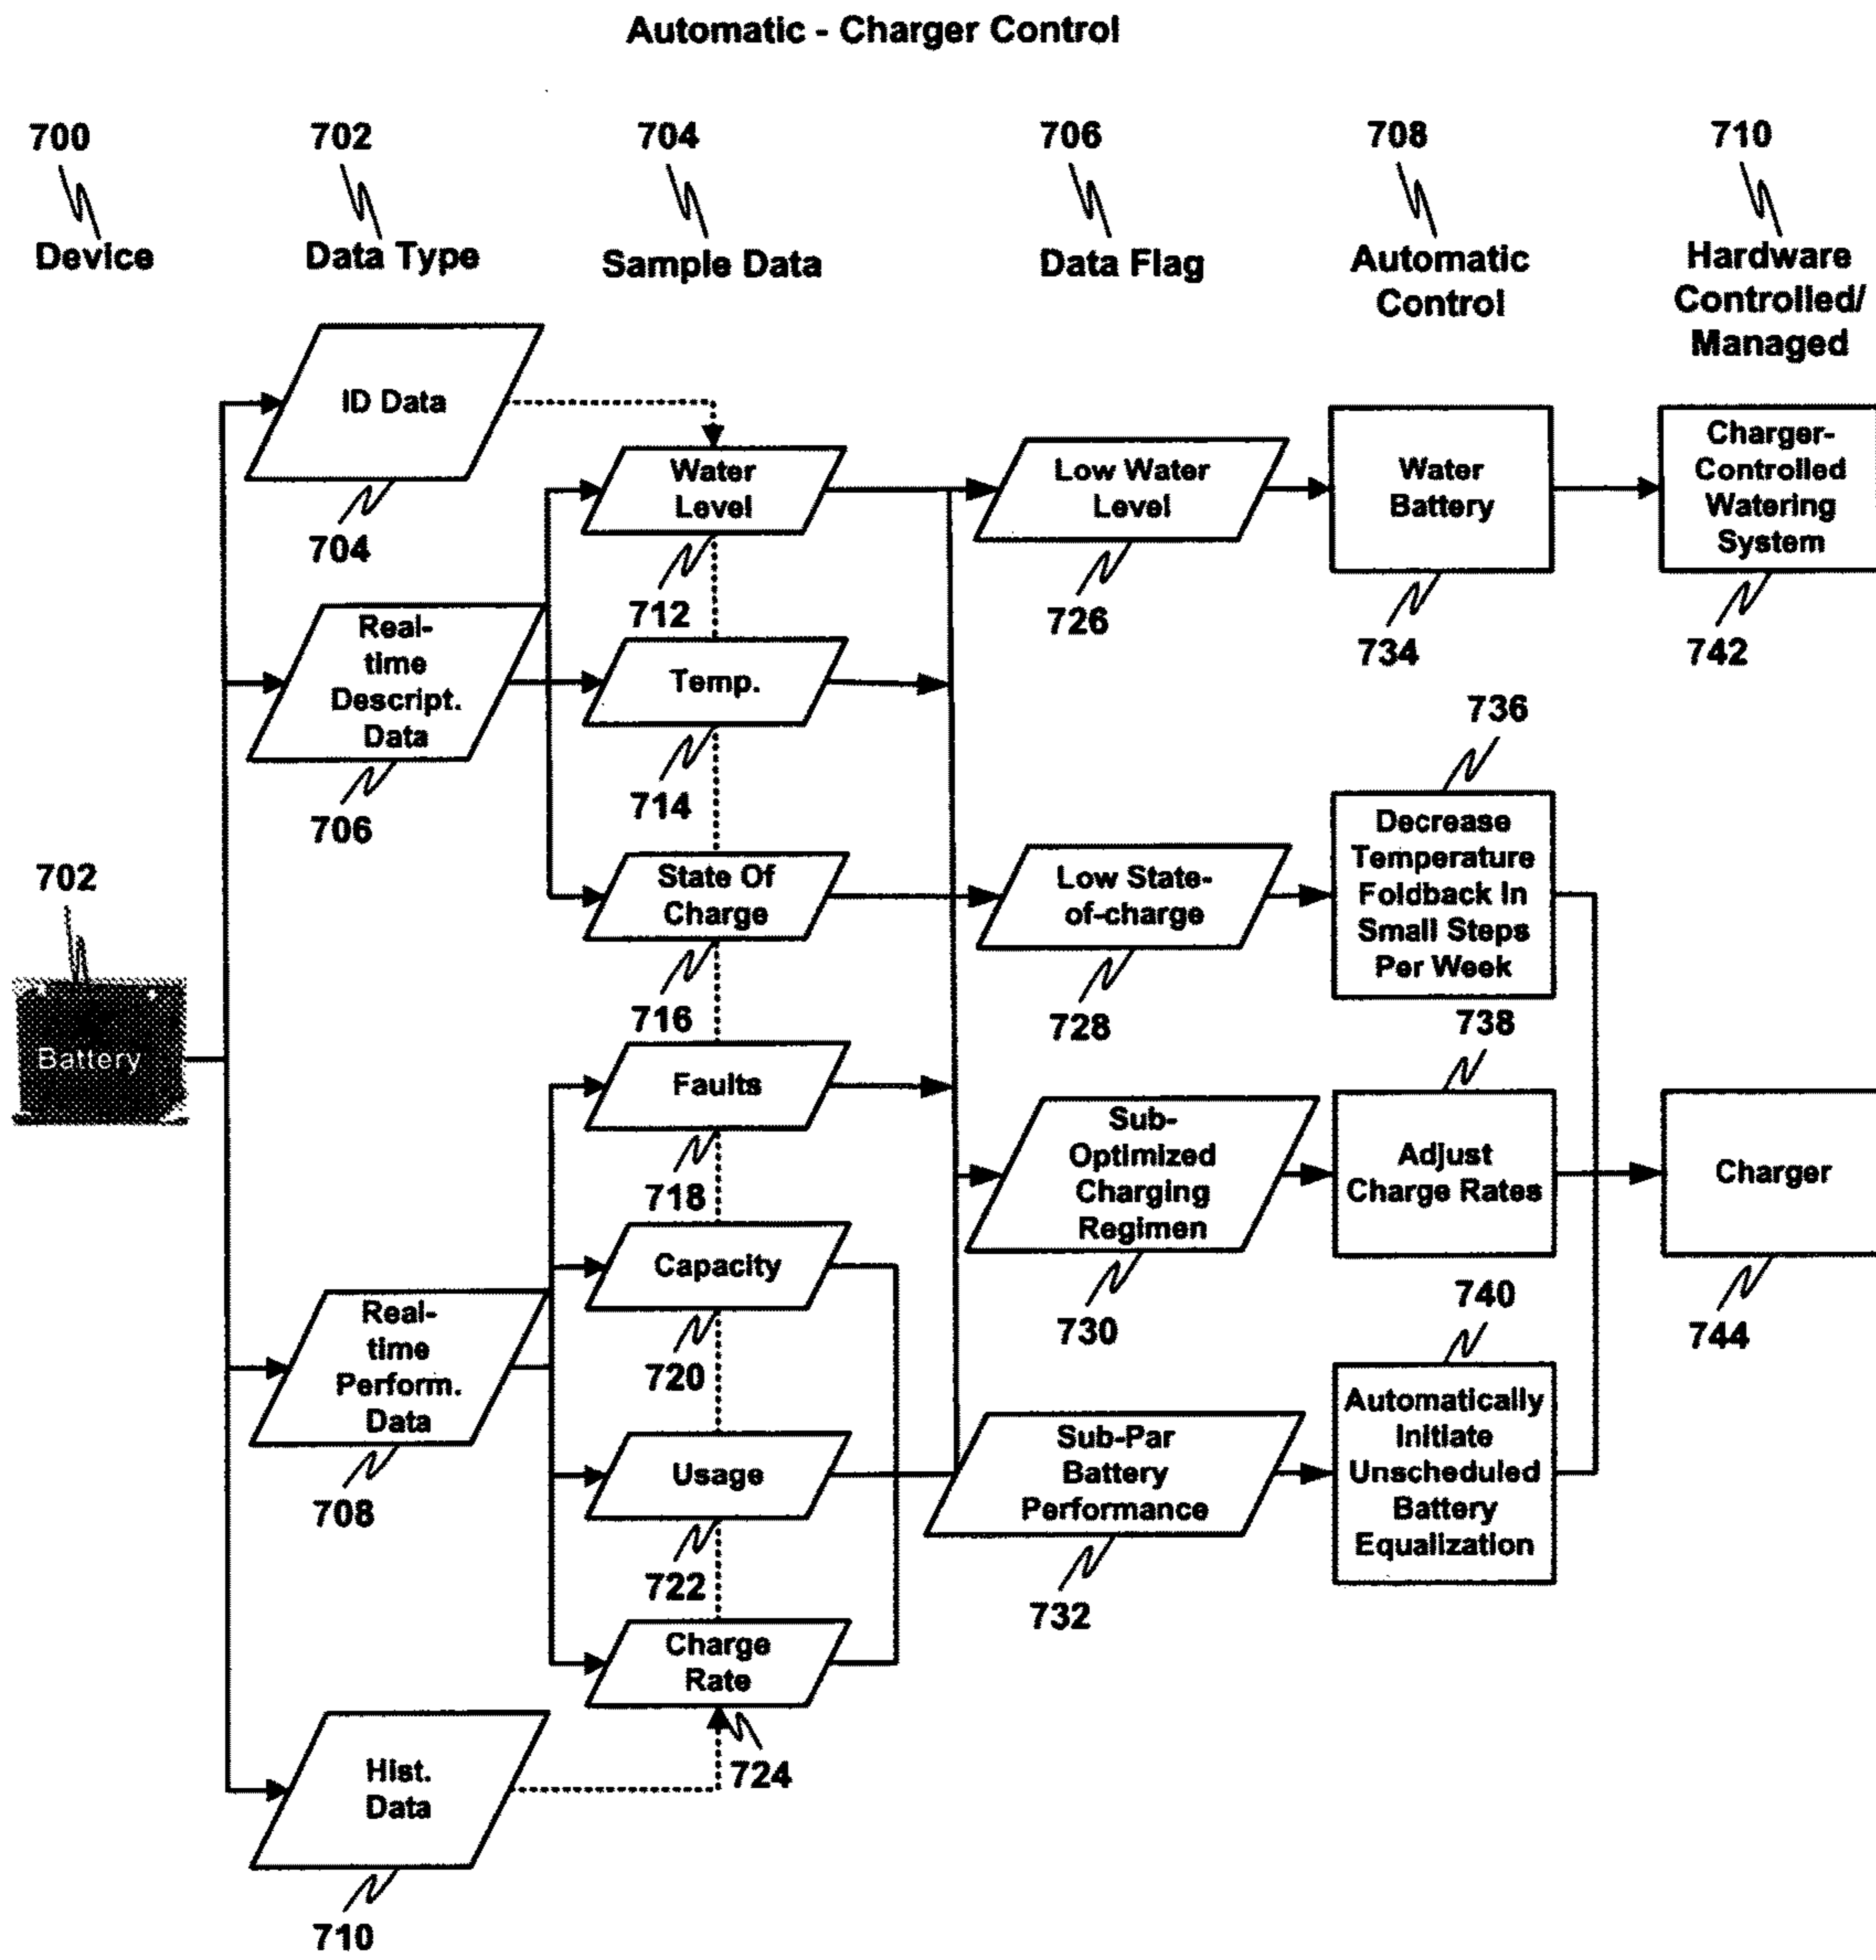 Automatic - Charger Control
700
702
704
706
708
710
Device
Data Type
Sample Data
Data Flag
Automatic
Control
Hardware
Controlled/
Managed
ID Data
704
Water
Level
712
Low Water
Level
726
Water
Battery
734
Charger-
Controlled
Watering
System
742
Real-
time
Descript.
Data
706
Temp.
714
State Of
Charge
716
Low State-
of-charge
728
736
Decrease
Temperature
Foldback In
Small Steps
Per Week
702
Battery
Faults
718
Sub-
Optimized
Charging
Regimen
730
738
Adjust
Charge Rates
Charger
744
Capacity
720
Real-
time
Perform.
Data
708
Usage
722
Sub-Par
Battery
Performance
732
740
Automatically
Initiate
Unscheduled
Battery
Equalization
Charge
Rate
724
Hist.
Data
710